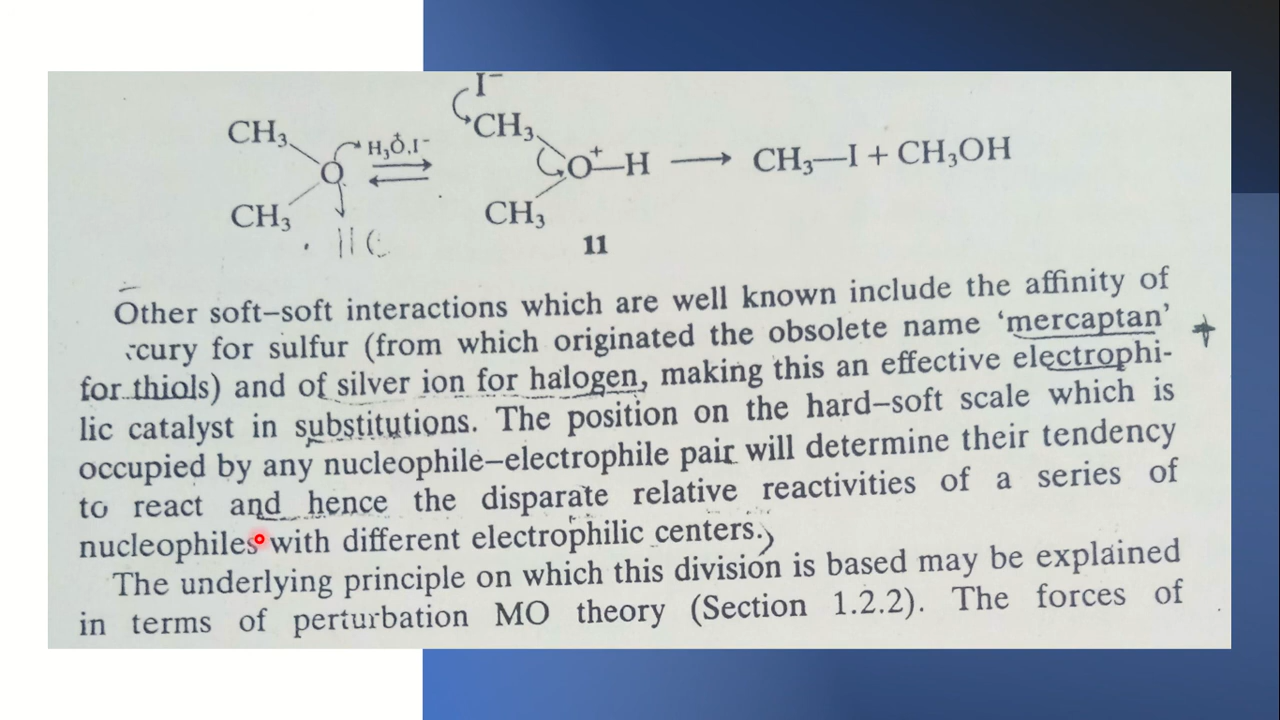 I⁻
CH₃
H₃O⁺,I⁻
CH₃
O
O⁺—H
CH₃—I + CH₃OH
CH₃
CH₃
11
Other soft–soft interactions which are well known include the affinity of
cury for sulfur (from which originated the obsolete name ‘mercaptan’
for thiols) and of silver ion for halogen, making this an effective electrophi-
lic catalyst in substitutions. The position on the hard–soft scale which is
occupied by any nucleophile–electrophile pair will determine their tendency
to react and hence the disparate relative reactivities of a series of
nucleophiles with different electrophilic centers.
The underlying principle on which this division is based may be explained
in terms of perturbation MO theory (Section 1.2.2). The forces of